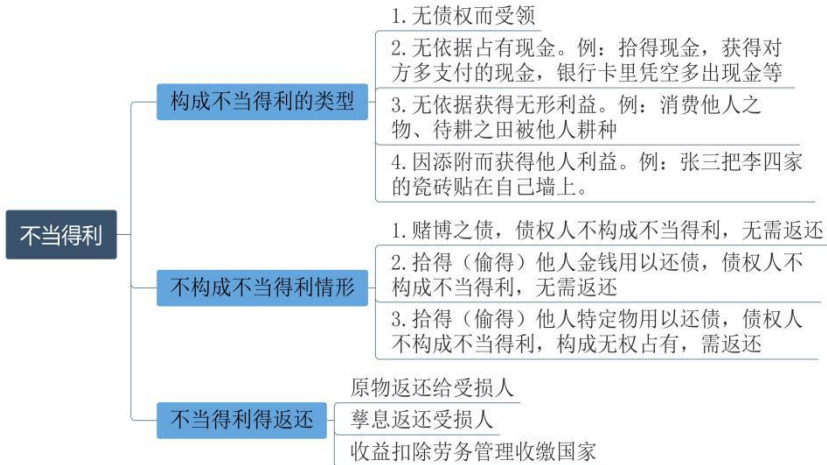 不当得利
构成不当得利的类型
1.无债权而受领
2.无依据占有现金。例：拾得现金，获得对
方多支付的现金，银行卡里凭空多出现金等
3.无依据获得无形利益。例：消费他人之
物、待耕之田被他人耕种
4.因添附而获得他人利益。例：张三把李四家
的瓷砖贴在自己墙上。
不构成不当得利情形
1.赌博之债，债权人不构成不当得利，无需返还
2.拾得（偷得）他人金钱用以还债，债权人不
构成不当得利，无需返还
3.拾得（偷得）他人特定物用以还债，债权人
不构成不当得利，构成无权占有，需返还
不当得利得返还
原物返还给受损人
孳息返还受损人
收益扣除劳务管理收缴国家